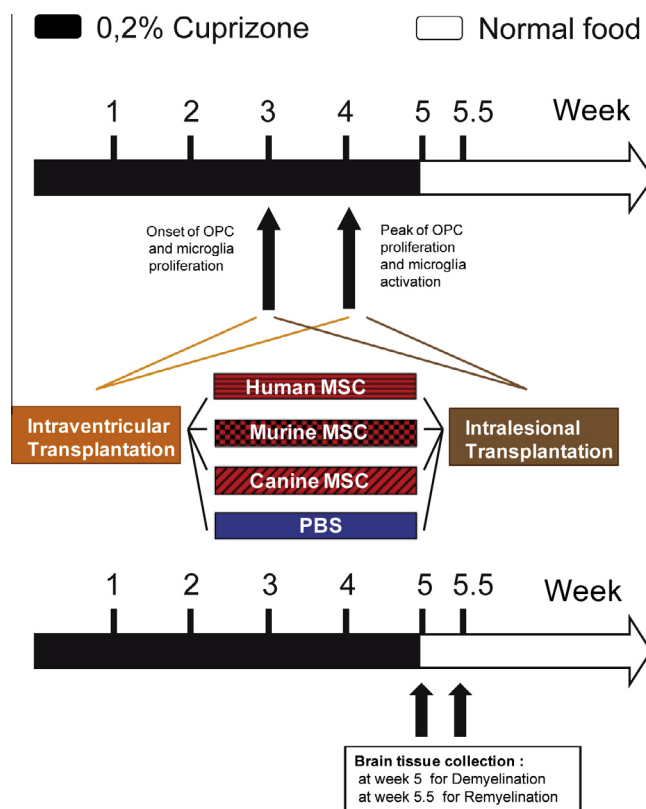 0,2% Cuprizone
Normal food
1 2 3 4 5 5.5 Week
Onset of OPC
and microglia
proliferation
Peak of OPC
proliferation
and microglia
activation
Intraventricular
Transplantation
Human MSC
Murine MSC
Canine MSC
PBS
Intralesional
Transplantation
1 2 3 4 5 5.5 Week
Brain tissue collection :
at week 5 for Demyelination
at week 5.5 for Remyelination